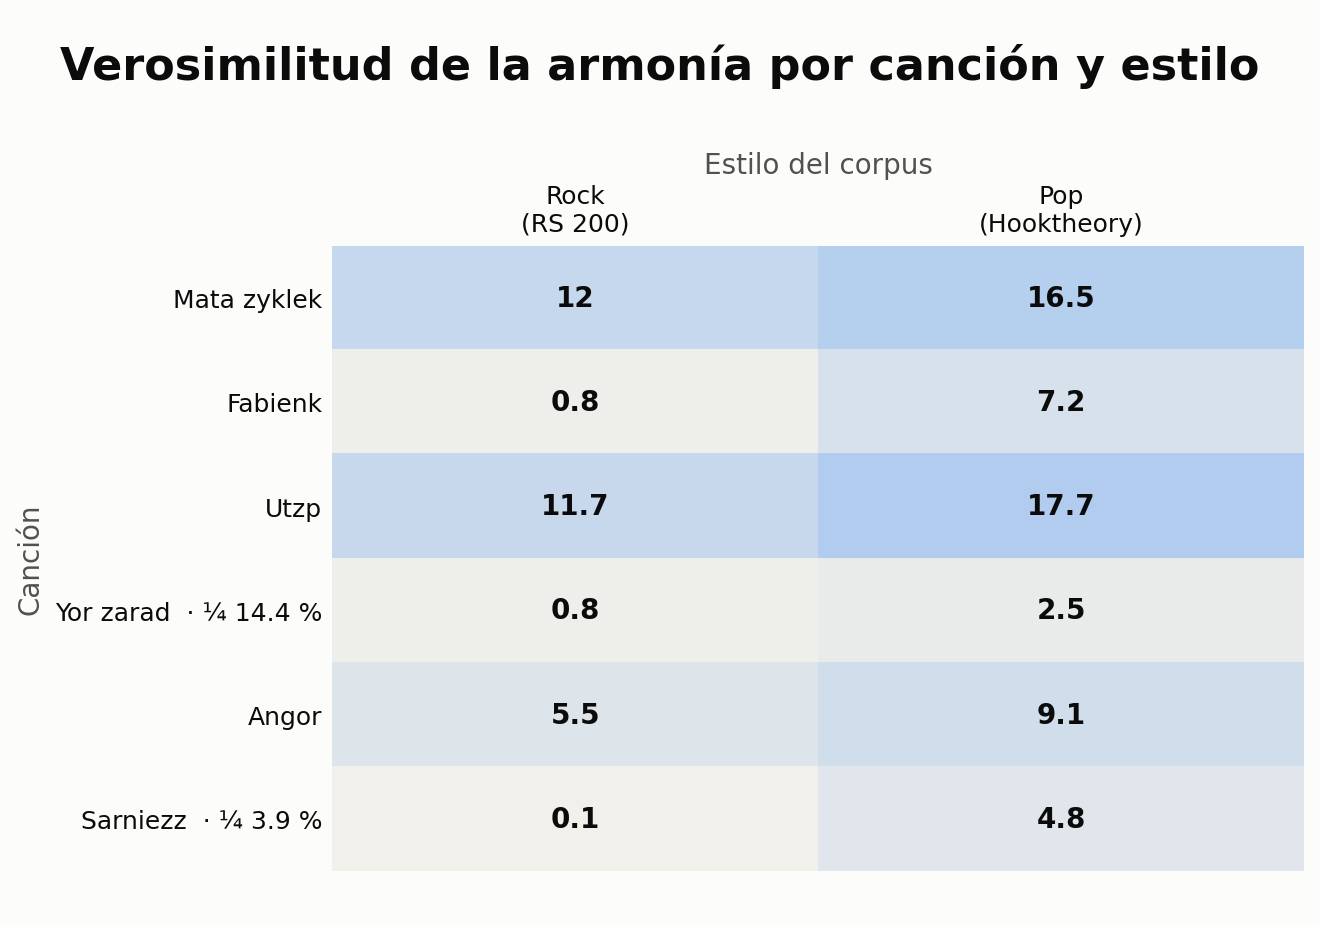 Verosimilitud de la armonía por canción y estilo
Estilo del corpus
Rock
(RS 200)
Pop
(Hooktheory)
Canción
Mata zyklek 12 16.5
Fabienk 0.8 7.2
Utzp 11.7 17.7
Yor zarad · ¼ 14.4 % 0.8 2.5
Angor 5.5 9.1
Sarniezz · ¼ 3.9 % 0.1 4.8